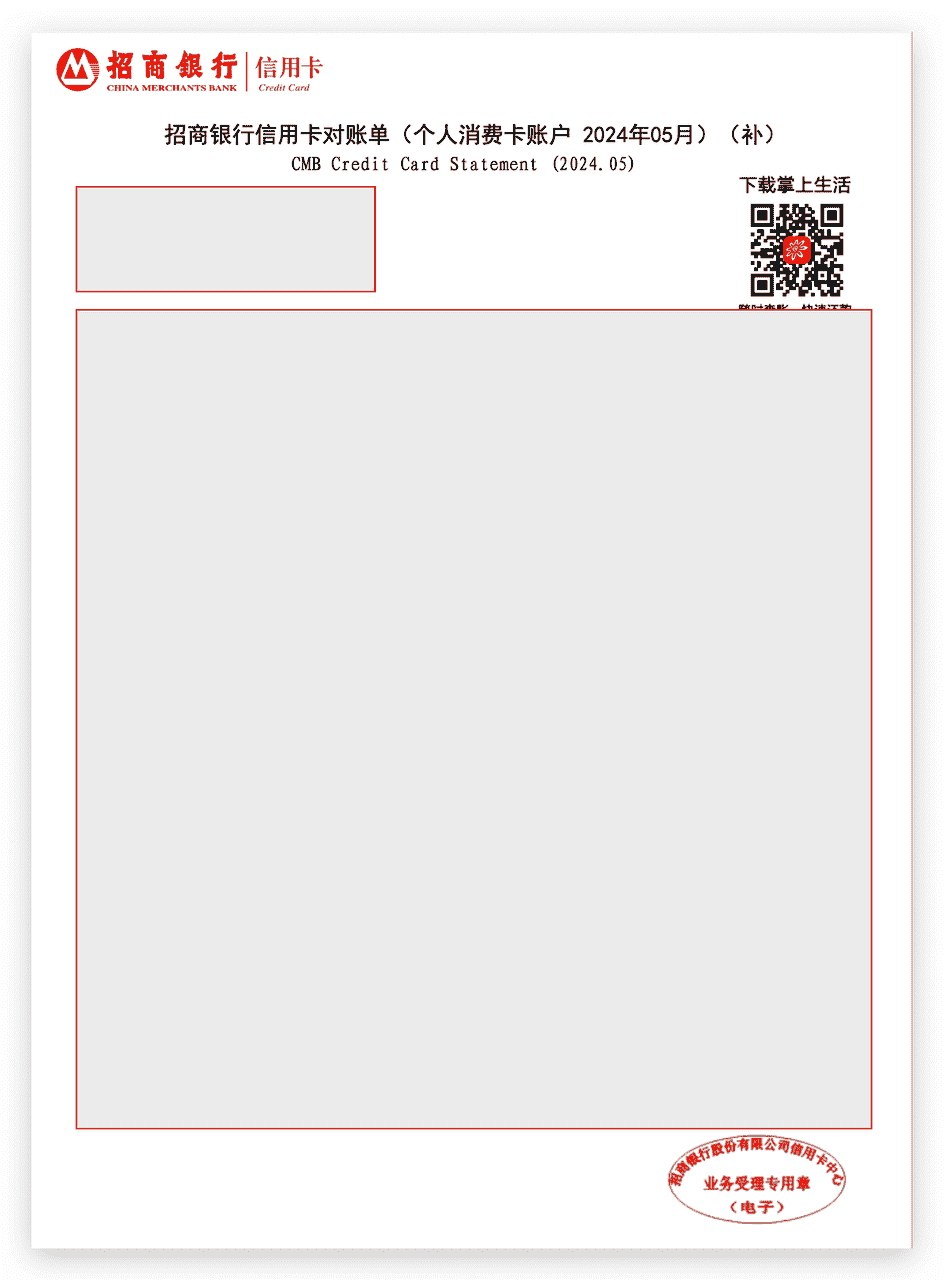 招商银行 信用卡
CHINA MERCHANTS BANK Credit Card
招商银行信用卡对账单（个人消费卡账户 2024年05月）（补）
CMB Credit Card Statement (2024.05)
下载掌上生活
招商银行股份有限公司信用卡中心
业务受理专用章
（电子）